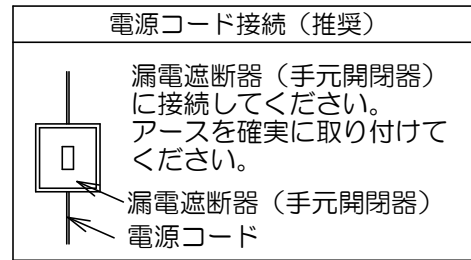 電源コード接続（推奨）
漏電遮断器（手元開閉器）
に接続してください。
アースを確実に取り付けて
ください。
漏電遮断器（手元開閉器）
電源コード